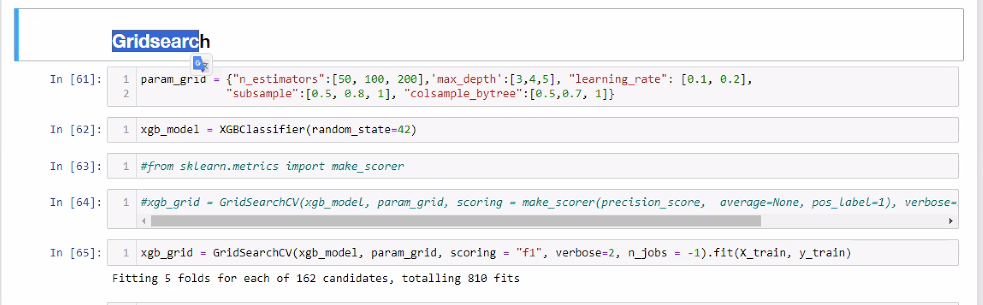 Gridsearch
In [61]:
1 param_grid = {"n_estimators":[50, 100, 200],'max_depth':[3,4,5], "learning_rate": [0.1, 0.2],
2 "subsample":[0.5, 0.8, 1], "colsample_bytree":[0.5,0.7, 1]}
In [62]:
1 xgb_model = XGBClassifier(random_state=42)
In [63]:
1 #from sklearn.metrics import make_scorer
In [64]:
1 #xgb_grid = GridSearchCV(xgb_model, param_grid, scoring = make_scorer(precision_score, average=None, pos_label=1), verbose=
In [65]:
1 xgb_grid = GridSearchCV(xgb_model, param_grid, scoring = "f1", verbose=2, n_jobs = -1).fit(X_train, y_train)
Fitting 5 folds for each of 162 candidates, totalling 810 fits